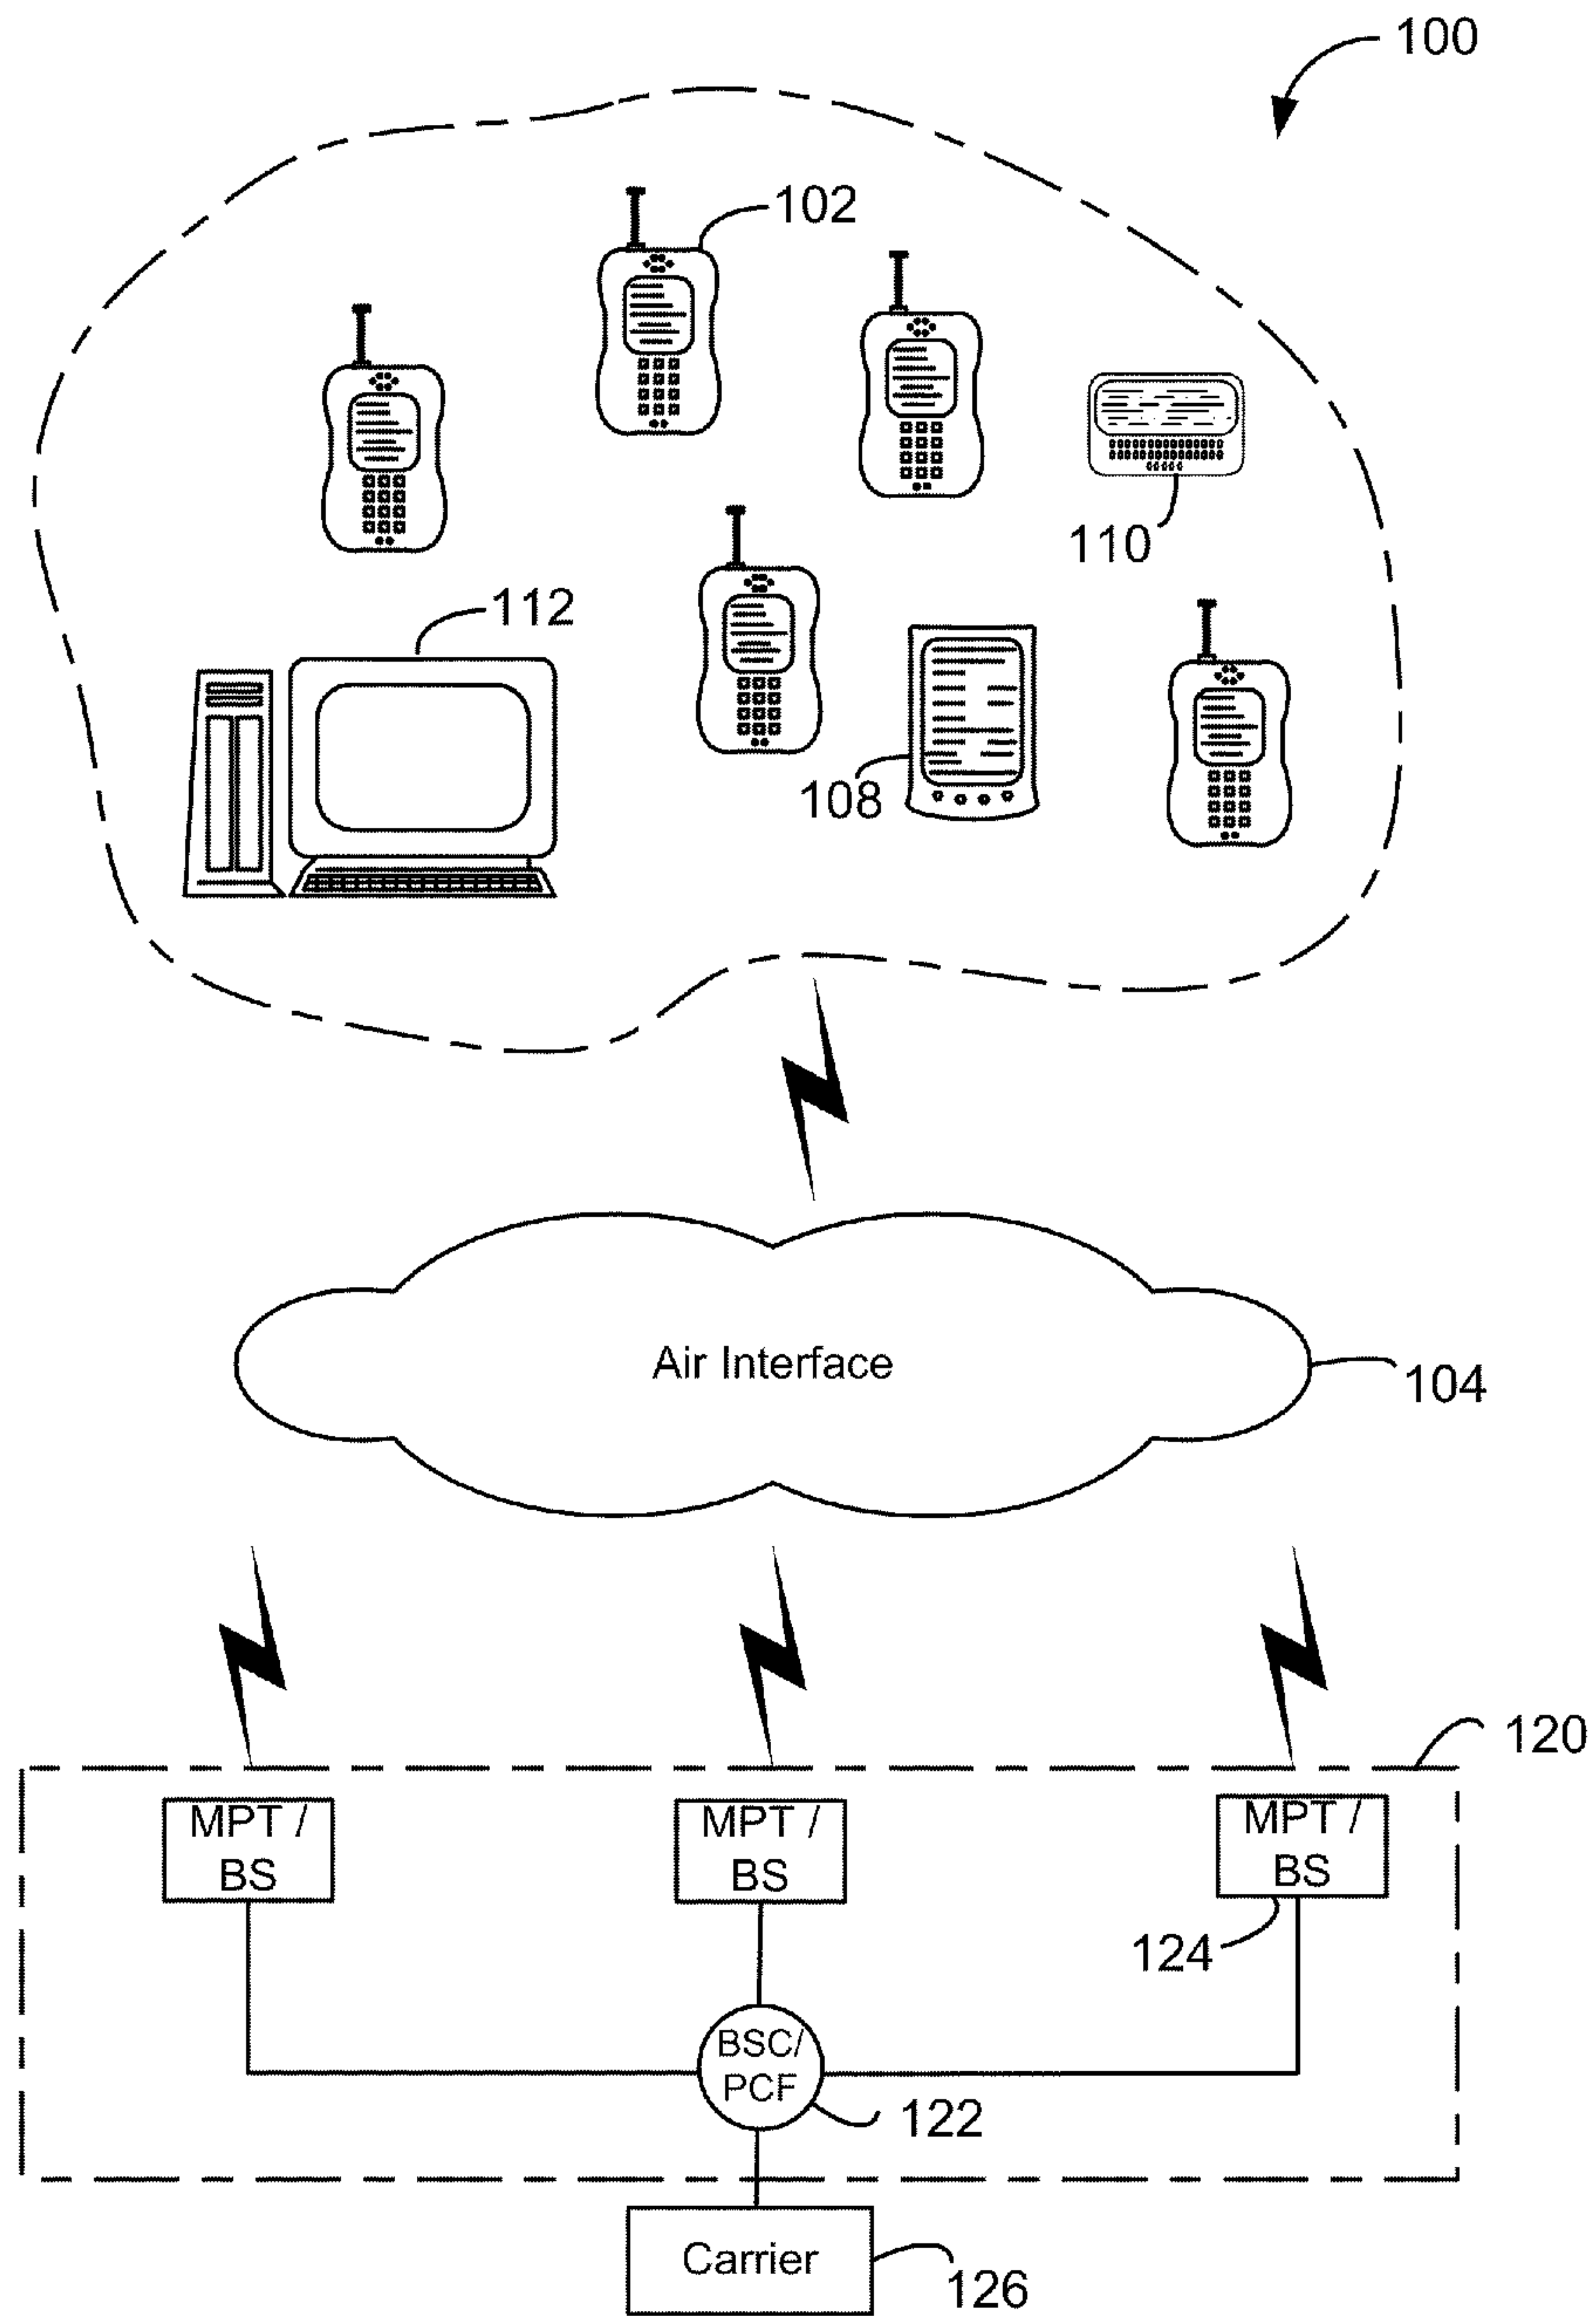 100
102
110
112
108
Air Interface
104
120
MPT /
BS
MPT /
BS
MPT /
BS
124
BSC/
PCF
122
Carrier
126